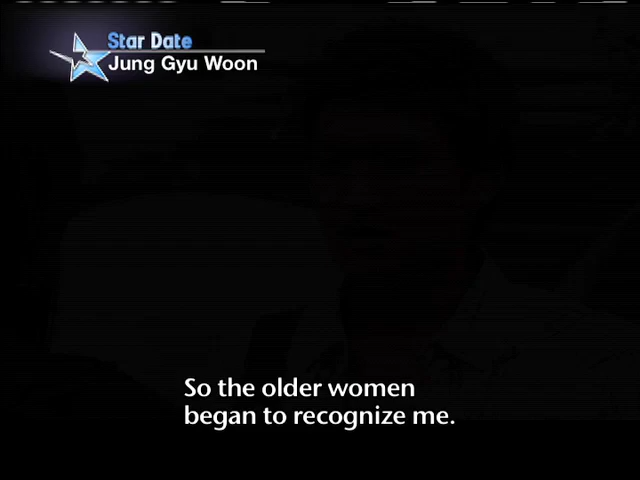 Star Date
Jung Gyu Woon
So the older women
began to recognize me.